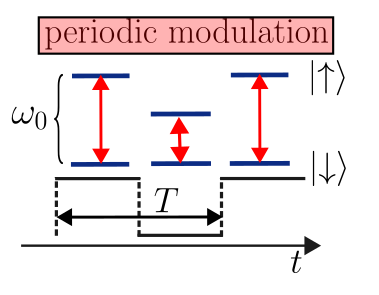 periodic modulation
|↑⟩
ω₀
|↓⟩
T
t